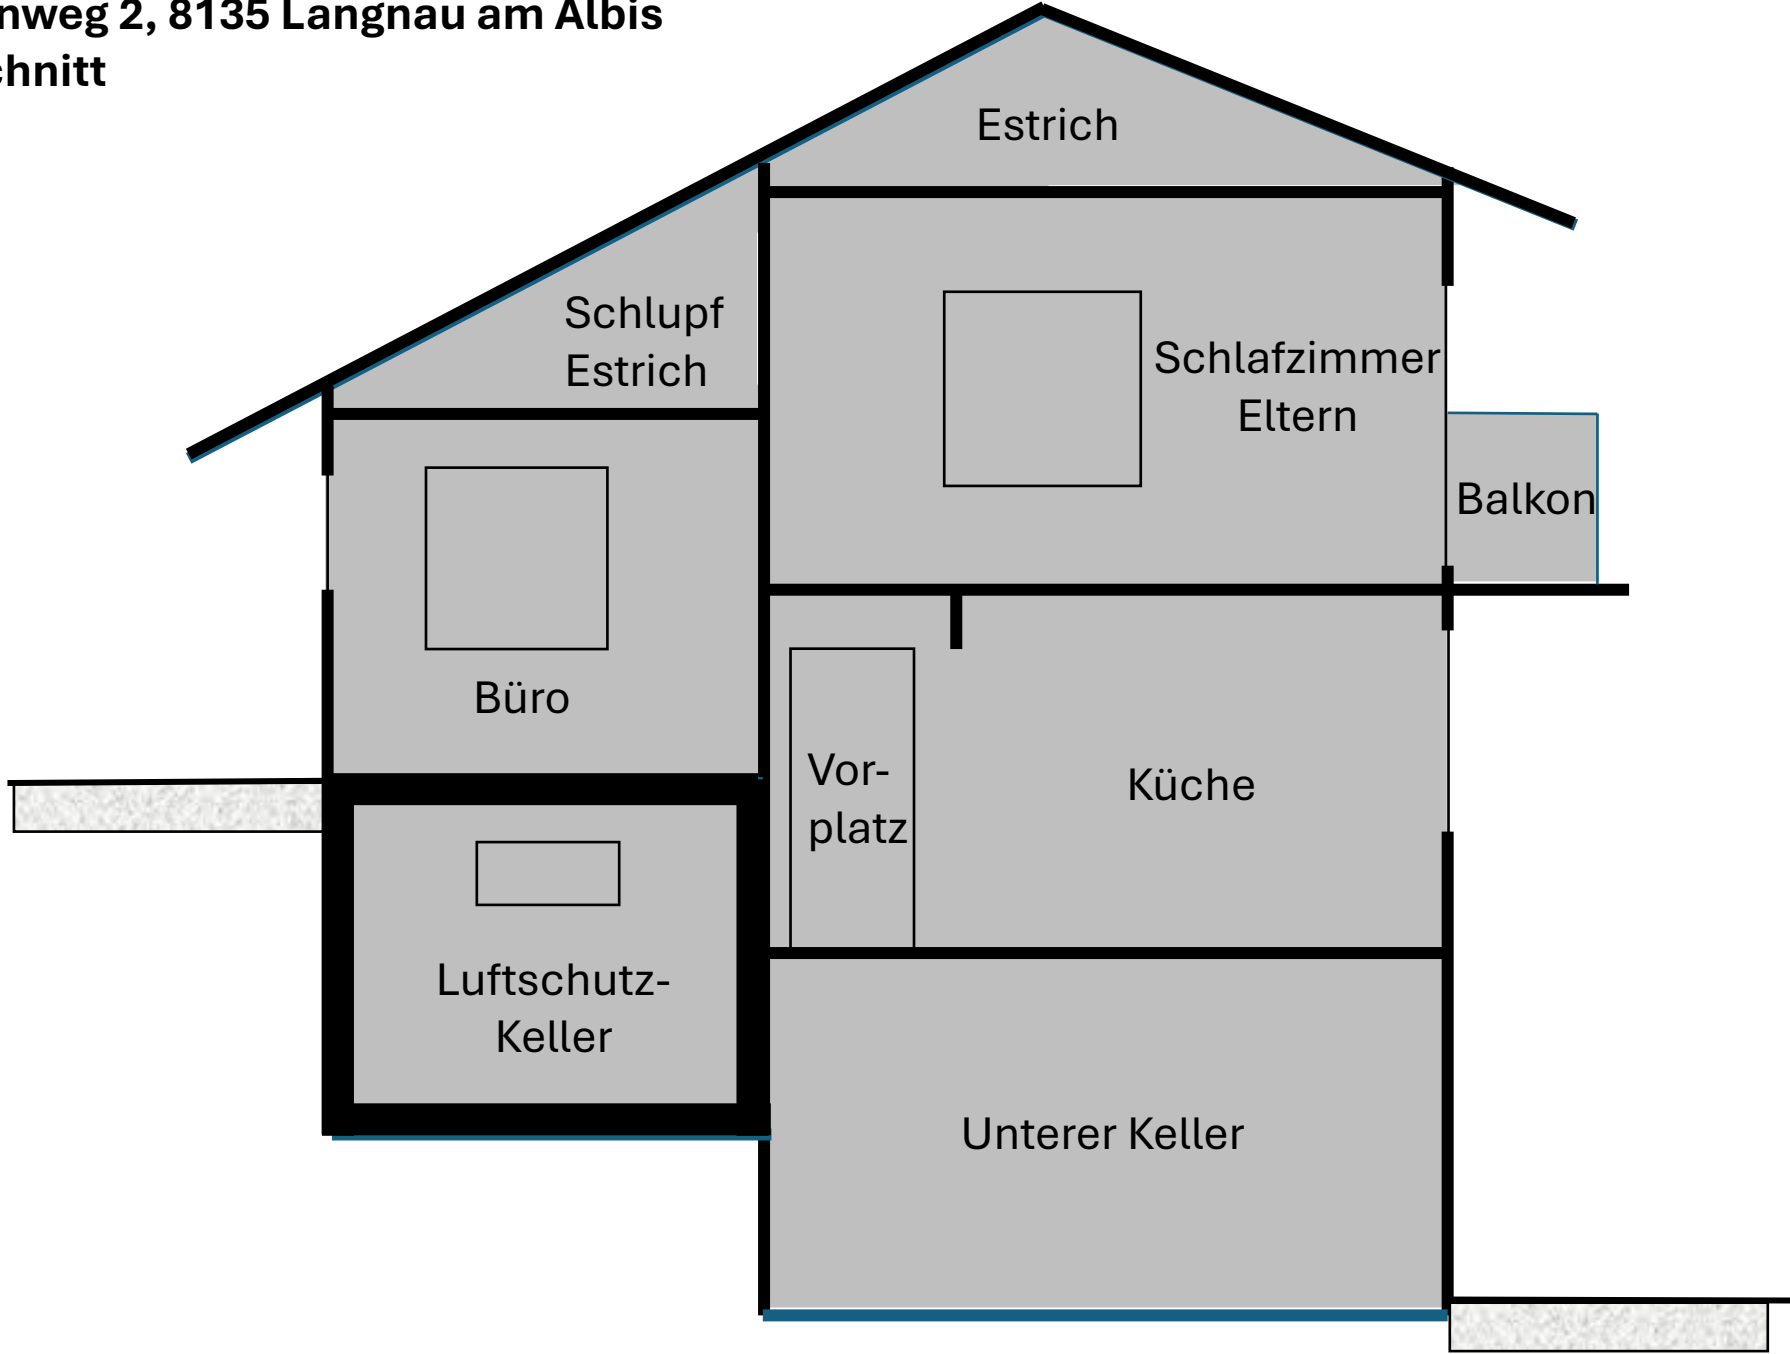 nweg 2, 8135 Langnau am Albis
chnitt
Estrich
Schlupf
Estrich
Schlafzimmer
Eltern
Balkon
Büro
Vor-
platz
Küche
Luftschutz-
Keller
Unterer Keller